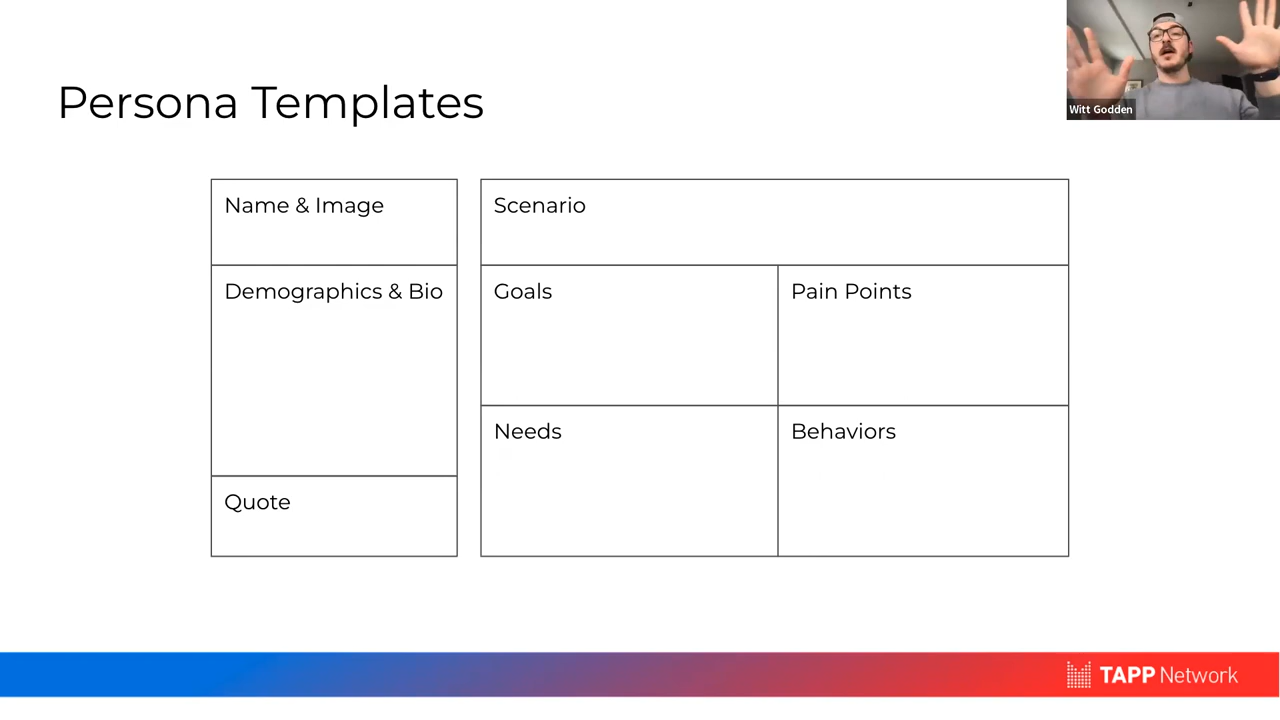 Persona Templates
Witt Godden
Name & Image
Demographics & Bio
Quote
Scenario
Goals
Pain Points
Needs
Behaviors
TAPP Network